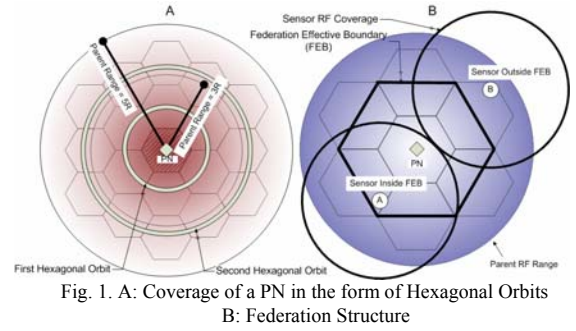 A
Parent Range = 5R
Parent Range = 3R
PN
First Hexagonal Orbit
Second Hexagonal Orbit
Sensor RF Coverage
B
Federation Effective Boundary
(FEB)
Sensor Outside FEB
B
PN
Sensor Inside FEB
A
Parent RF Range
Fig. 1. A: Coverage of a PN in the form of Hexagonal Orbits
B: Federation Structure